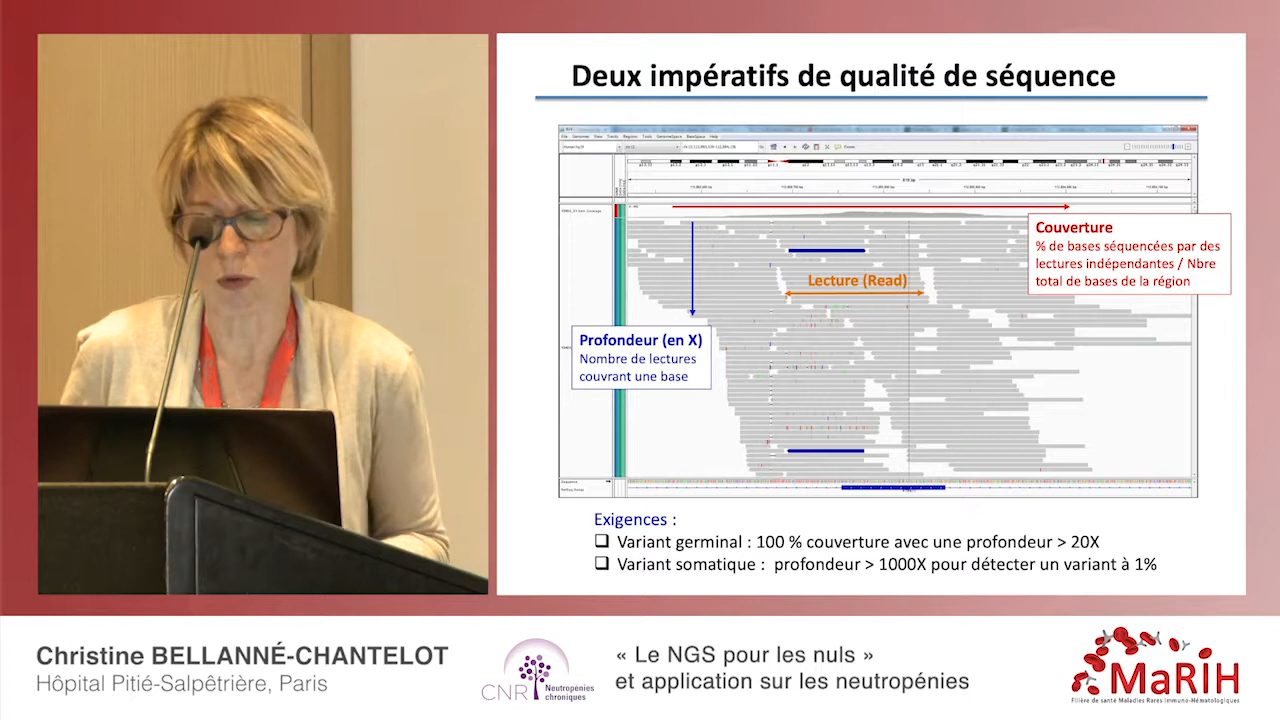 Deux impératifs de qualité de séquence
Couverture
% de bases séquencées par des
lectures indépendantes / Nbre
total de bases de la région
Lecture (Read)
Profondeur (en X)
Nombre de lectures
couvrant une base
Exigences :
Variant germinal : 100 % couverture avec une profondeur > 20X
Variant somatique : profondeur > 1000X pour détecter un variant à 1%
Christine BELLANNÉ-CHANTELOT
Hôpital Pitié-Salpêtrière, Paris
CNR Neutropénies
chroniques
« Le NGS pour les nuls »
et application sur les neutropénies
MaRIH
Filière de santé Maladies Rares Immuno-Hématologiques